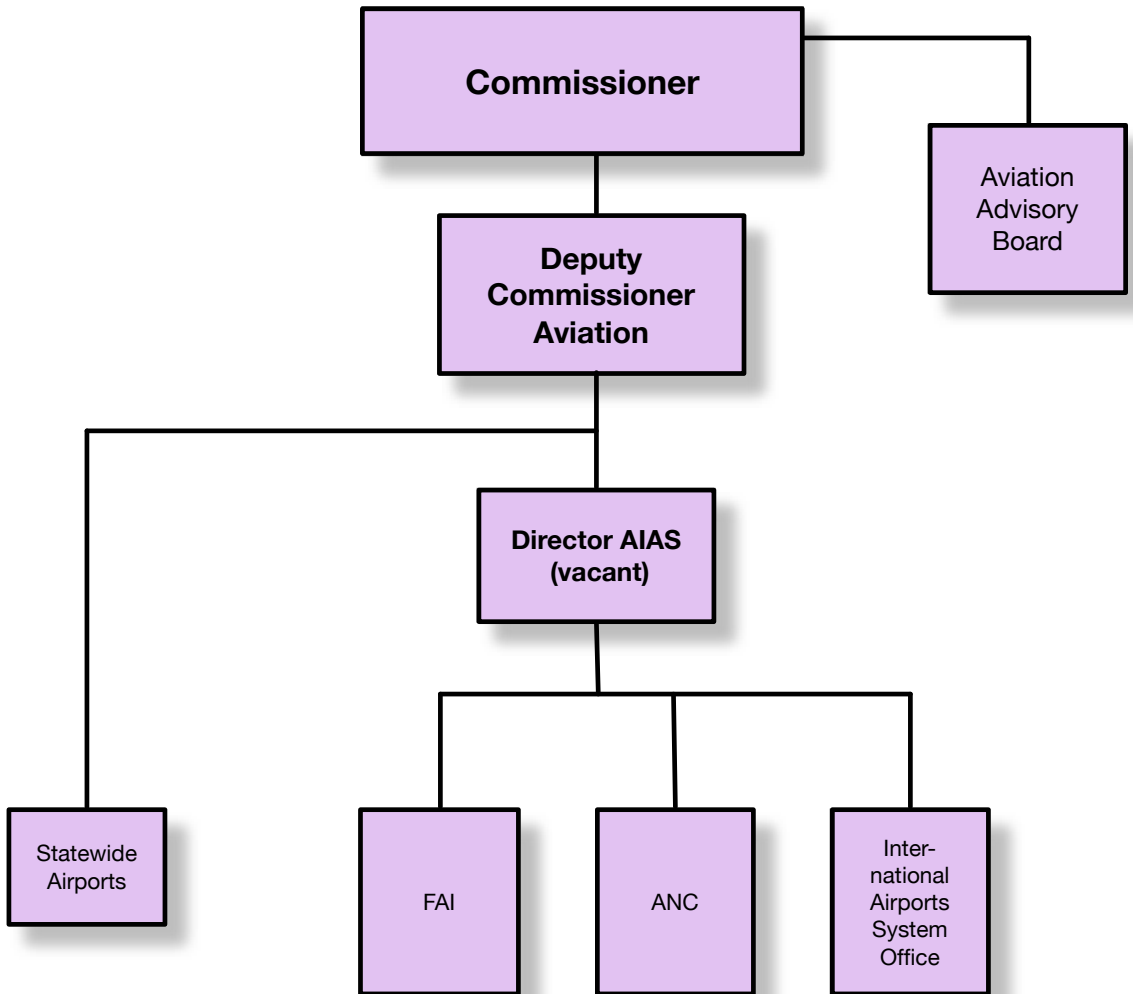 Commissioner
Aviation
Advisory
Board
Deputy
Commissioner
Aviation
Director AIAS
(vacant)
Statewide
Airports
FAI
ANC
Inter-
national
Airports
System
Office